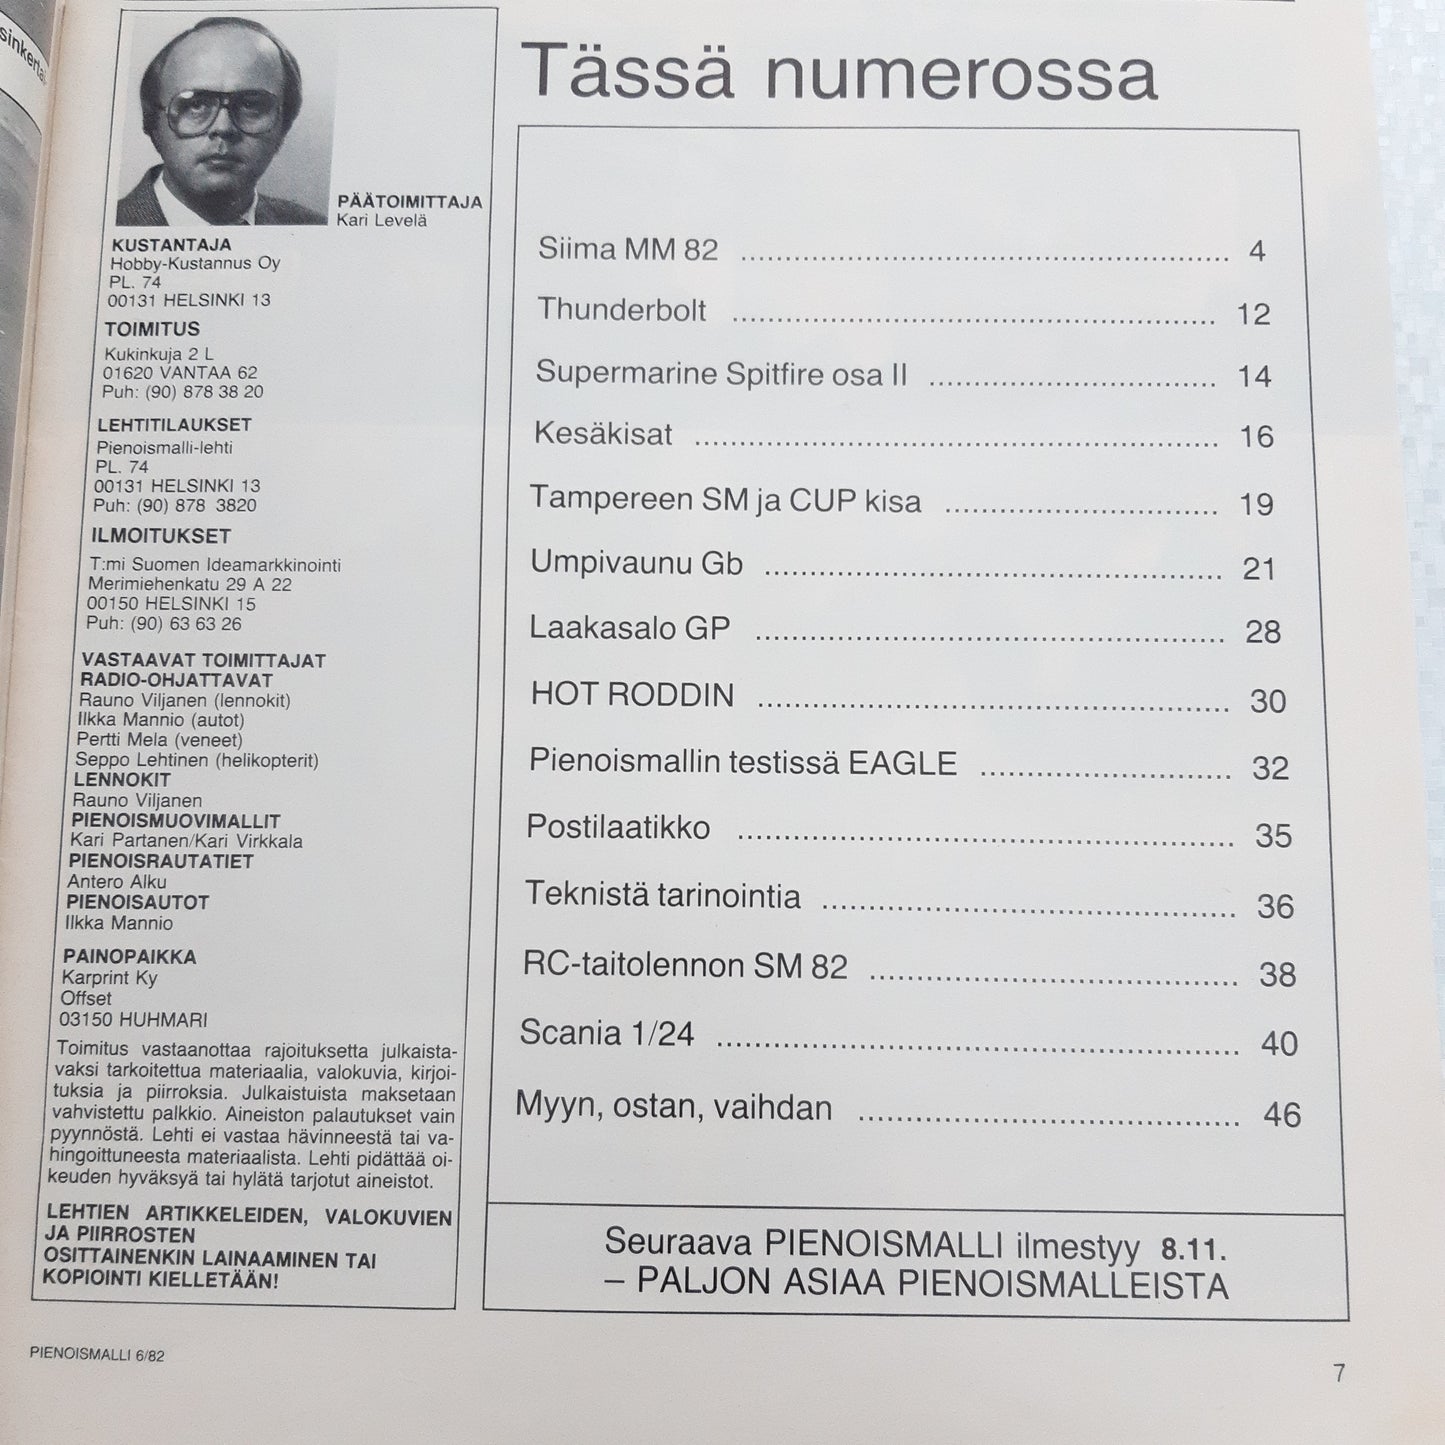 PÄÄTOIMITTAJA
Kari Levelä
KUSTANTAJA
Hobby-Kustannus Oy
PL. 74
00131 HELSINKI 13
TOIMITUS
Kukinkuja 2 L
01620 VANTAA 62
Puh: (90) 878 38 20
LEHTITILAUKSET
Pienoismalli-lehti
PL. 74
00131 HELSINKI 13
Puh: (90) 878 3820
ILMOITUKSET
T:mi Suomen Ideamarkkinointi
Merimiehenkatu 29 A 22
00150 HELSINKI 15
Puh: (90) 63 63 26
VASTAAVAT TOIMITTAJAT
RADIO-OHJATTAVAT
Rauno Viljanen (lennokit)
Ilkka Mannio (autot)
Pertti Mela (veneet)
Seppo Lehtinen (helikopterit)
LENNOKIT
Rauno Viljanen
PIENOISMUOVIMALLIT
Kari Partanen/Kari Virkkala
PIENOISRAUTATIET
Antero Alku
PIENOISAUTOT
Ilkka Mannio
PAINOPAIKKA
Karprint Ky
Offset
03150 HUHMARI
Toimitus vastaanottaa rajoituksetta julkaista-
vaksi tarkoitettua materiaalia, valokuvia, kirjoi-
tuksia ja piirroksia. Julkaistuista maksetaan
vahvistettu palkkio. Aineiston palautukset vain
pyynnöstä. Lehti ei vastaa hävinneestä tai va-
hingoittuneesta materiaalista. Lehti pidättää oi-
keuden hyväksyä tai hylätä tarjotut aineistot.
LEHTIEN ARTIKKELEIDEN, VALOKUVIEN
JA PIIRROSTEN
OSITTAINENKIN LAINAAMINEN TAI
KOPIOINTI KIELLETÄÄN!
Tässä numerossa
Siima MM 82 4
Thunderbolt 12
Supermarine Spitfire osa II 14
Kesäkisat 16
Tampereen SM ja CUP kisa 19
Umpivaunu Gb 21
Laakasalo GP 28
HOT RODDIN 30
Pienoismallin testissä EAGLE 32
Postilaatikko 35
Teknistä tarinointia 36
RC-taitolennon SM 82 38
Scania 1/24 40
Myyn, ostan, vaihdan 46
Seuraava PIENOISMALLI ilmestyy 8.11.
– PALJON ASIAA PIENOISMALLEISTA
PIENOISMALLI 6/82
7